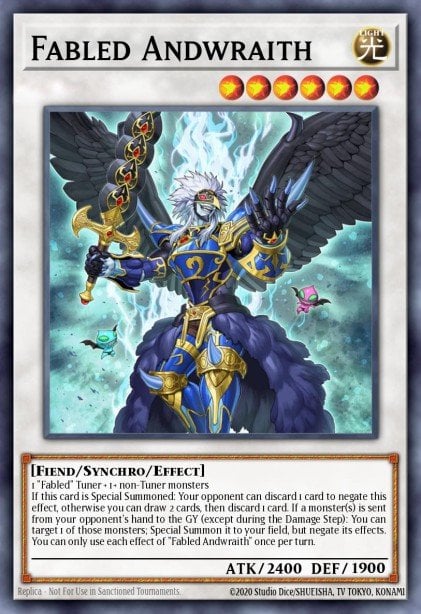 FABLED ANDWRAITH
LIGHT
光
[FIEND/SYNCHRO/EFFECT]
1 "Fabled" Tuner + 1+ non-Tuner monsters
If this card is Special Summoned: Your opponent can discard 1 card to negate this
effect, otherwise you can draw 2 cards, then discard 1 card. If a monster(s) is sent
from your opponent's hand to the GY (except during the Damage Step): You can
target 1 of those monsters; Special Summon it to your field, but negate its effects.
You can only use each effect of "Fabled Andwraith" once per turn.
ATK/2400 DEF/1900
Replica - Not For Use in Sanctioned Tournaments.
©2020 Studio Dice/SHUEISHA, TV TOKYO, KONAMI